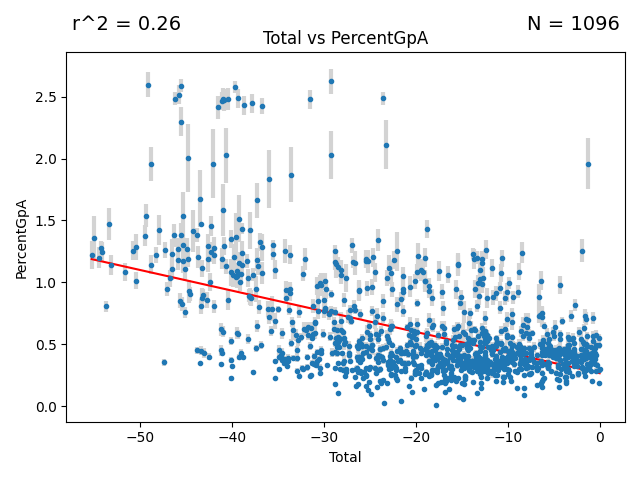 r^2 = 0.26
N = 1096
Total vs PercentGpA
PercentGpA
2.5
2.0
1.5
1.0
0.5
0.0
−50
−40
−30
−20
−10
0
Total